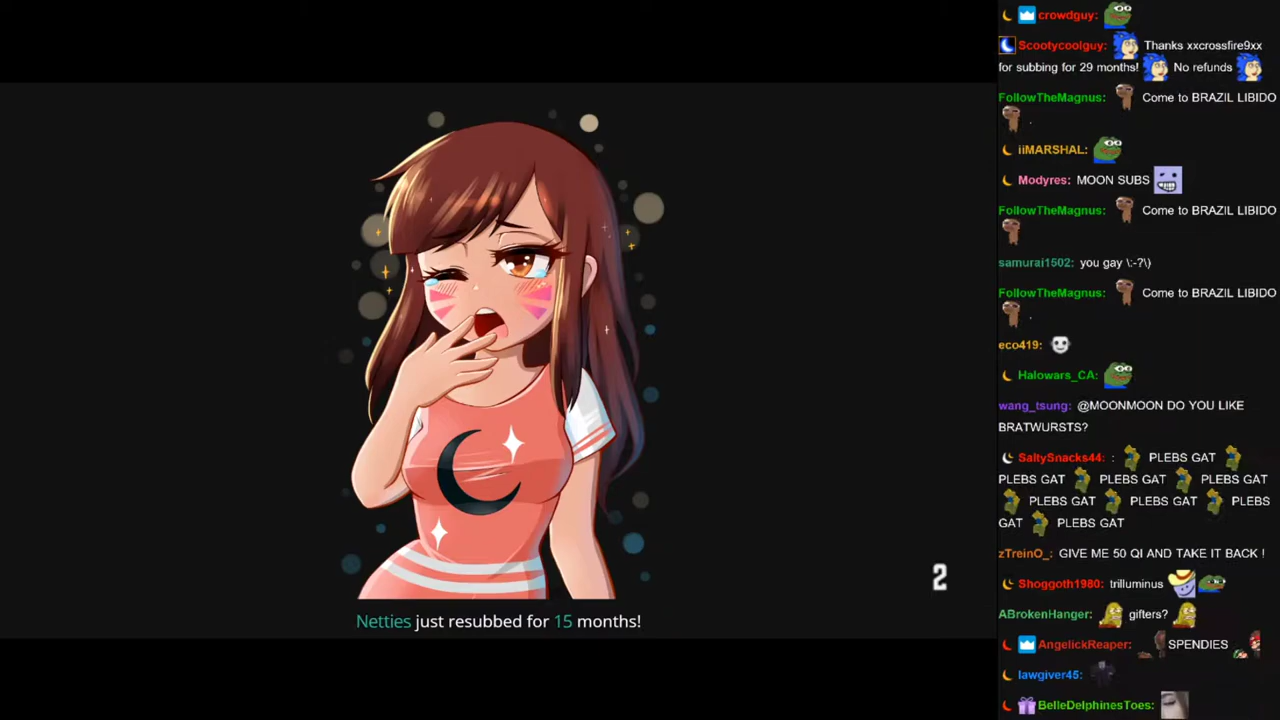 crowdguy:
Scootycoolguy: Thanks xxcrossfire9xx
for subbing for 29 months! No refunds
FollowTheMagnus: Come to BRAZIL LIBIDO
.
iiMARSHAL:
Modyres: MOON SUBS
FollowTheMagnus: Come to BRAZIL LIBIDO
samurai1502: you gay \:-?\)
FollowTheMagnus: Come to BRAZIL LIBIDO
.
eco419:
Halowars_CA:
wang_tsung: @MOONMOON DO YOU LIKE
BRATWURSTS?
SaltySnacks44: : PLEBS GAT
PLEBS GAT PLEBS GAT PLEBS GAT
PLEBS GAT PLEBS GAT PLEBS
GAT PLEBS GAT
zTreinO_: GIVE ME 50 QI AND TAKE IT BACK !
Shoggoth1980: trilluminus
ABrokenHanger: gifters?
AngelickReaper: SPENDIES
lawgiver45:
BelleDelphinesToes:
2
Netties just resubbed for 15 months!